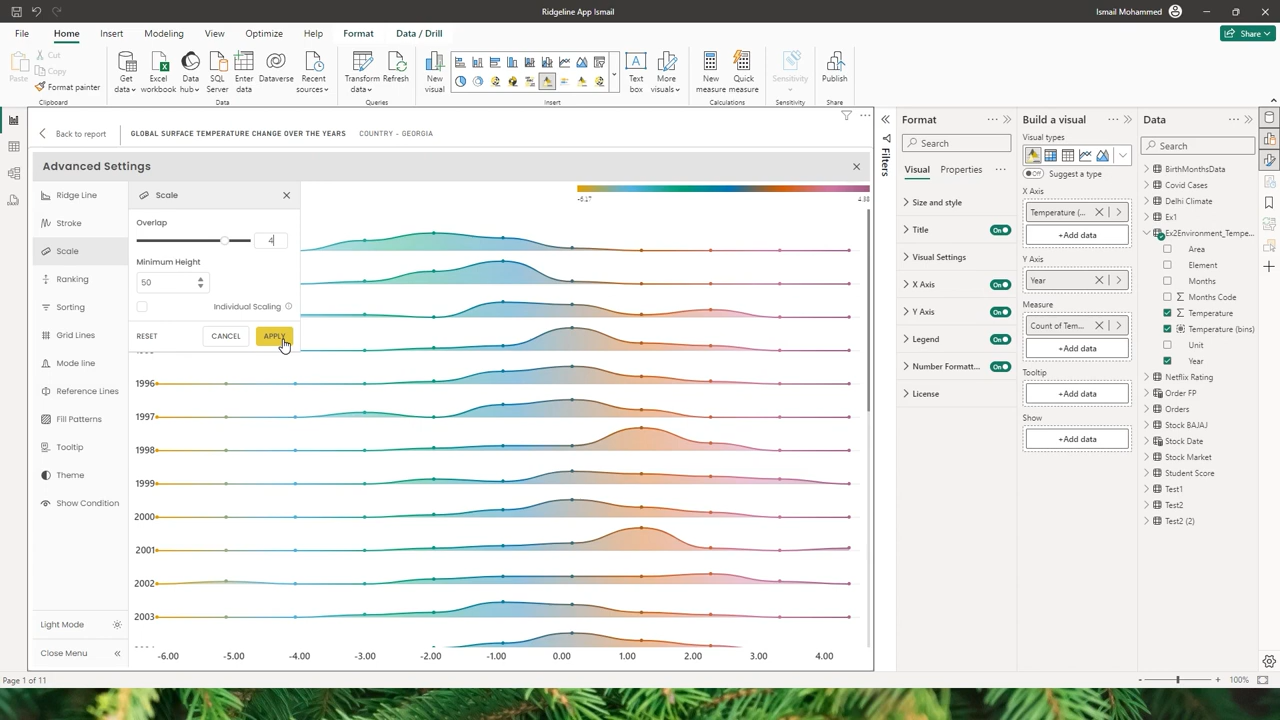 Ridgeline App Ismail
Ismail Mohammed
File Home Insert Modeling View Optimize Help Format Data / Drill
Share
Paste
Cut
Copy
Format painter
Get data
Excel workbook
Data hub
SQL Server
Enter data
Dataverse
Recent sources
Transform data
Refresh
New visual
Text box
More visuals
New measure
Quick measure
Sensitivity
Publish
Clipboard Data Queries Insert Calculations Sensitivity Share
Back to report GLOBAL SURFACE TEMPERATURE CHANGE OVER THE YEARS COUNTRY - GEORGIA
Advanced Settings
Ridge Line
Stroke
Scale
Ranking
Sorting
Grid Lines
Mode line
Reference Lines
Fill Patterns
Tooltip
Theme
Show Condition
Light Mode
Close Menu
Scale
Overlap
4
Minimum Height
50
Individual Scaling
RESET CANCEL APPLY
-6.17 4.88
1996
1997
1998
1999
2000
2001
2002
2003
-6.00 -5.00 -4.00 -3.00 -2.00 -1.00 0.00 1.00 2.00 3.00 4.00
Filters
Format
Search
Visual Properties
Size and style
Title On
Visual Settings
X Axis On
Y Axis On
Legend On
Number Formatt... On
License
Build a visual
Visual types
Off Suggest a type
X Axis
Temperature (...
+Add data
Y Axis
Year
Measure
Count of Tem...
+Add data
Tooltip
+Add data
Show
+Add data
Data
Search
BirthMonthsData
Covid Cases
Delhi Climate
Ex1
Ex2Environment_Tempe...
Area
Element
Months
Months Code
Temperature
Temperature (bins)
Unit
Year
Netflix Rating
Order FP
Orders
Stock BAJAJ
Stock Date
Stock Market
Student Score
Test1
Test2
Test2 (2)
Page 1 of 11
100%